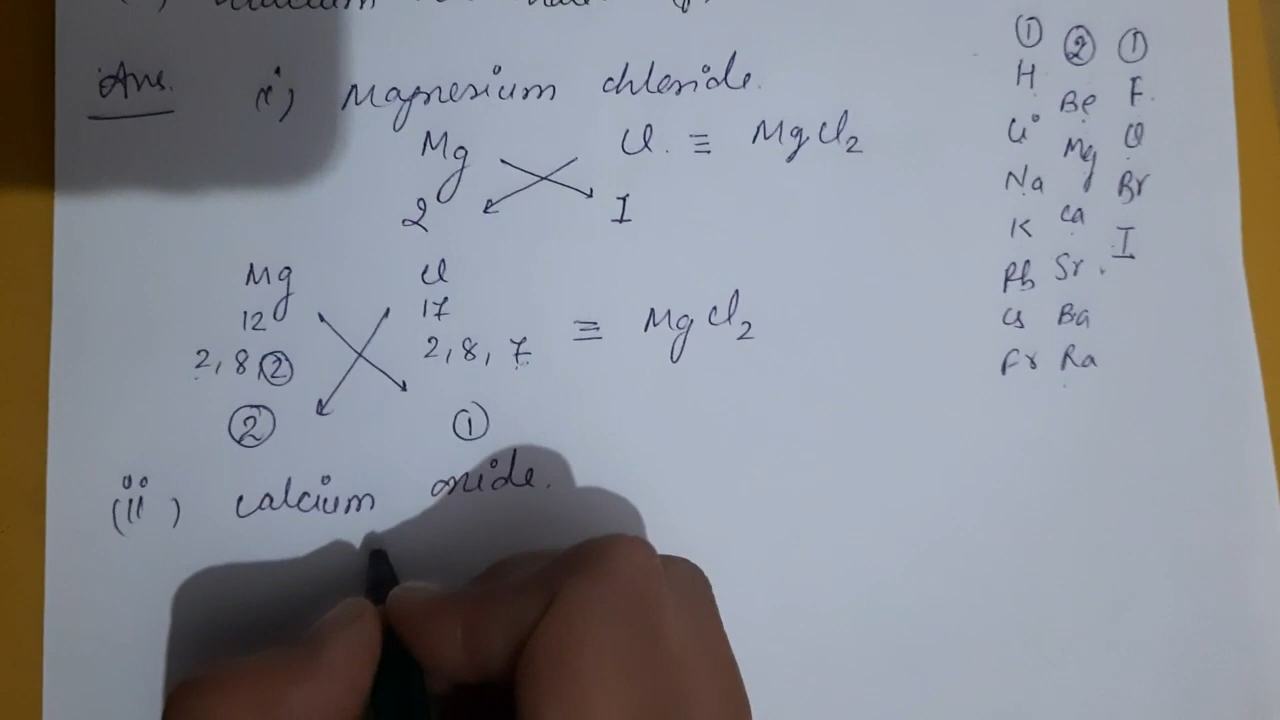 Ans. i) Magnesium chloride.
Mg Cl ≡ MgCl2
2 1
Mg Cl
12 17
2,8,2 2,8,7 ≡ MgCl2
② ①
(ii) calcium oxide.
① ② ①
H Be F
Li Mg Cl
Na Ca Br
K Sr I
Rb Ba
Cs Ra
Fr